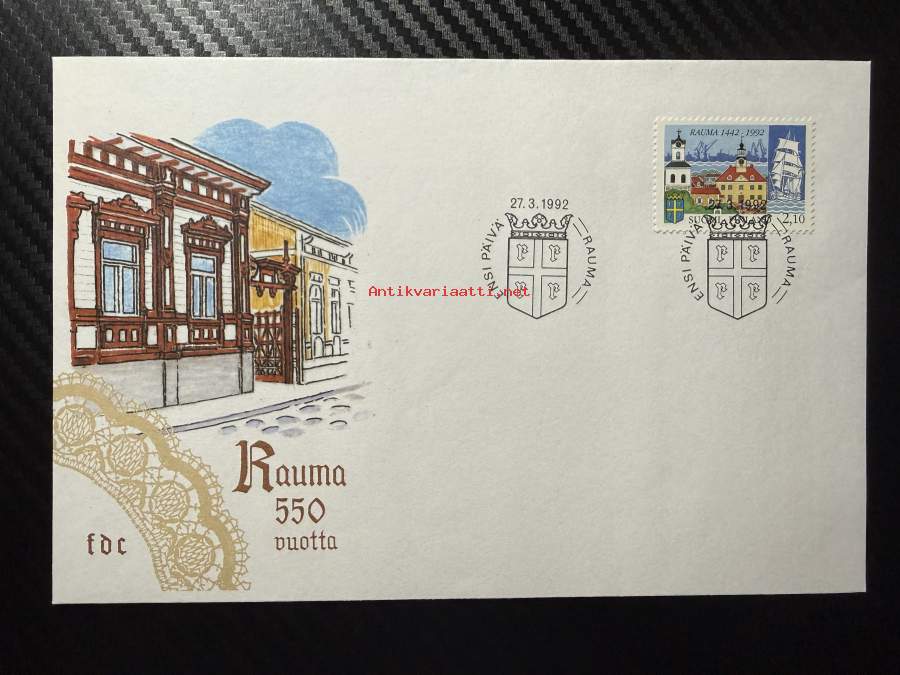 RAUMA 1442 - 1992
27.3.1992
SUOMI FINLAND 2.10
ENSI PÄIVÄ RAUMA
27.3.1992
ENSI PÄIVÄ RAUMA
Antikvariaatti.net
Rauma
550
vuotta
fdc